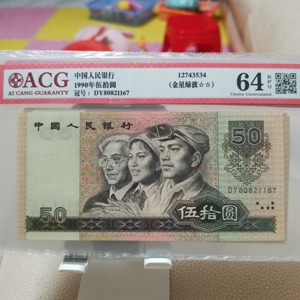 ACG
AI CANG GUARANTY
中国人民银行
1990年伍拾圆
冠号：DY80821167
12743534
(金星绿波☆☆)
64 EPQ
Choice Uncirculated
中国人民银行
50
DY80821167
50
伍拾圆